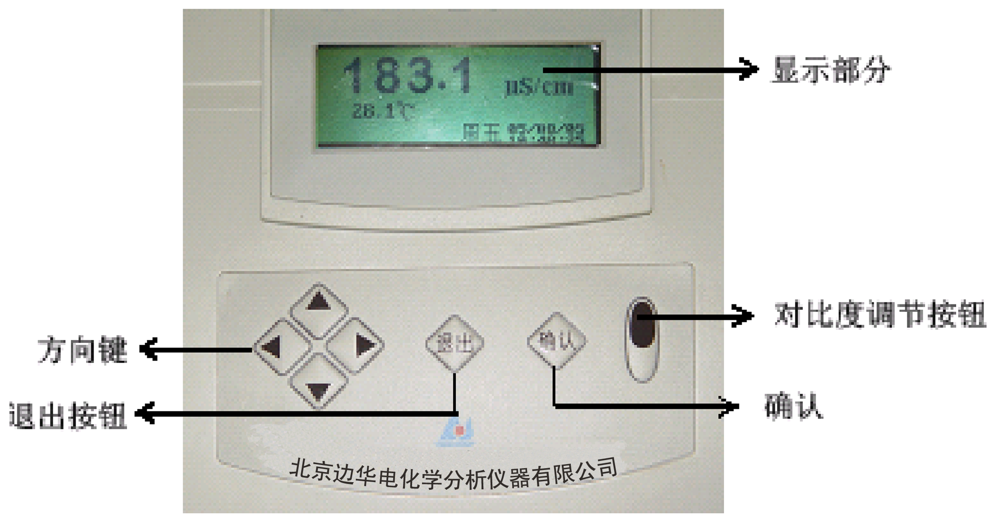 183.1 μS/cm
显示部分
℃
周五
对比度调节按钮
方向键
退出
确认
退出按钮
确认
北京边华电化学分析仪器有限公司